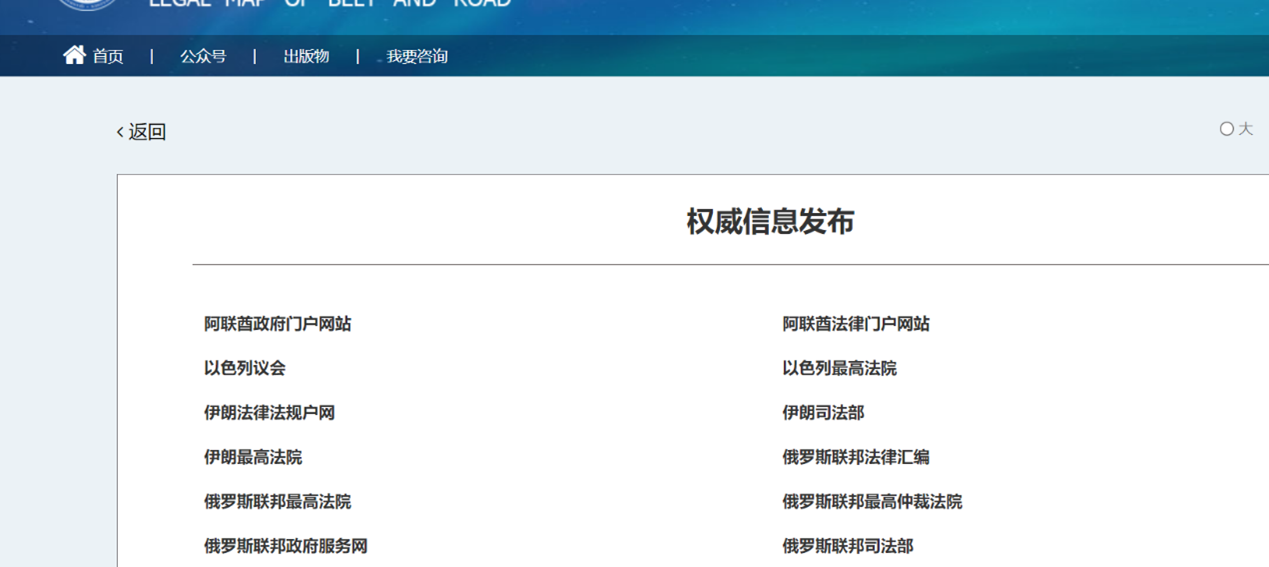 LEGAL MAP OF BELT AND ROAD
首页 | 公众号 | 出版物 | 我要咨询
‹ 返回
大
权威信息发布
阿联酋政府门户网站 阿联酋法律门户网站
以色列议会 以色列最高法院
伊朗法律法规户网 伊朗司法部
伊朗最高法院 俄罗斯联邦法律汇编
俄罗斯联邦最高法院 俄罗斯联邦最高仲裁法院
俄罗斯联邦政府服务网 俄罗斯联邦司法部